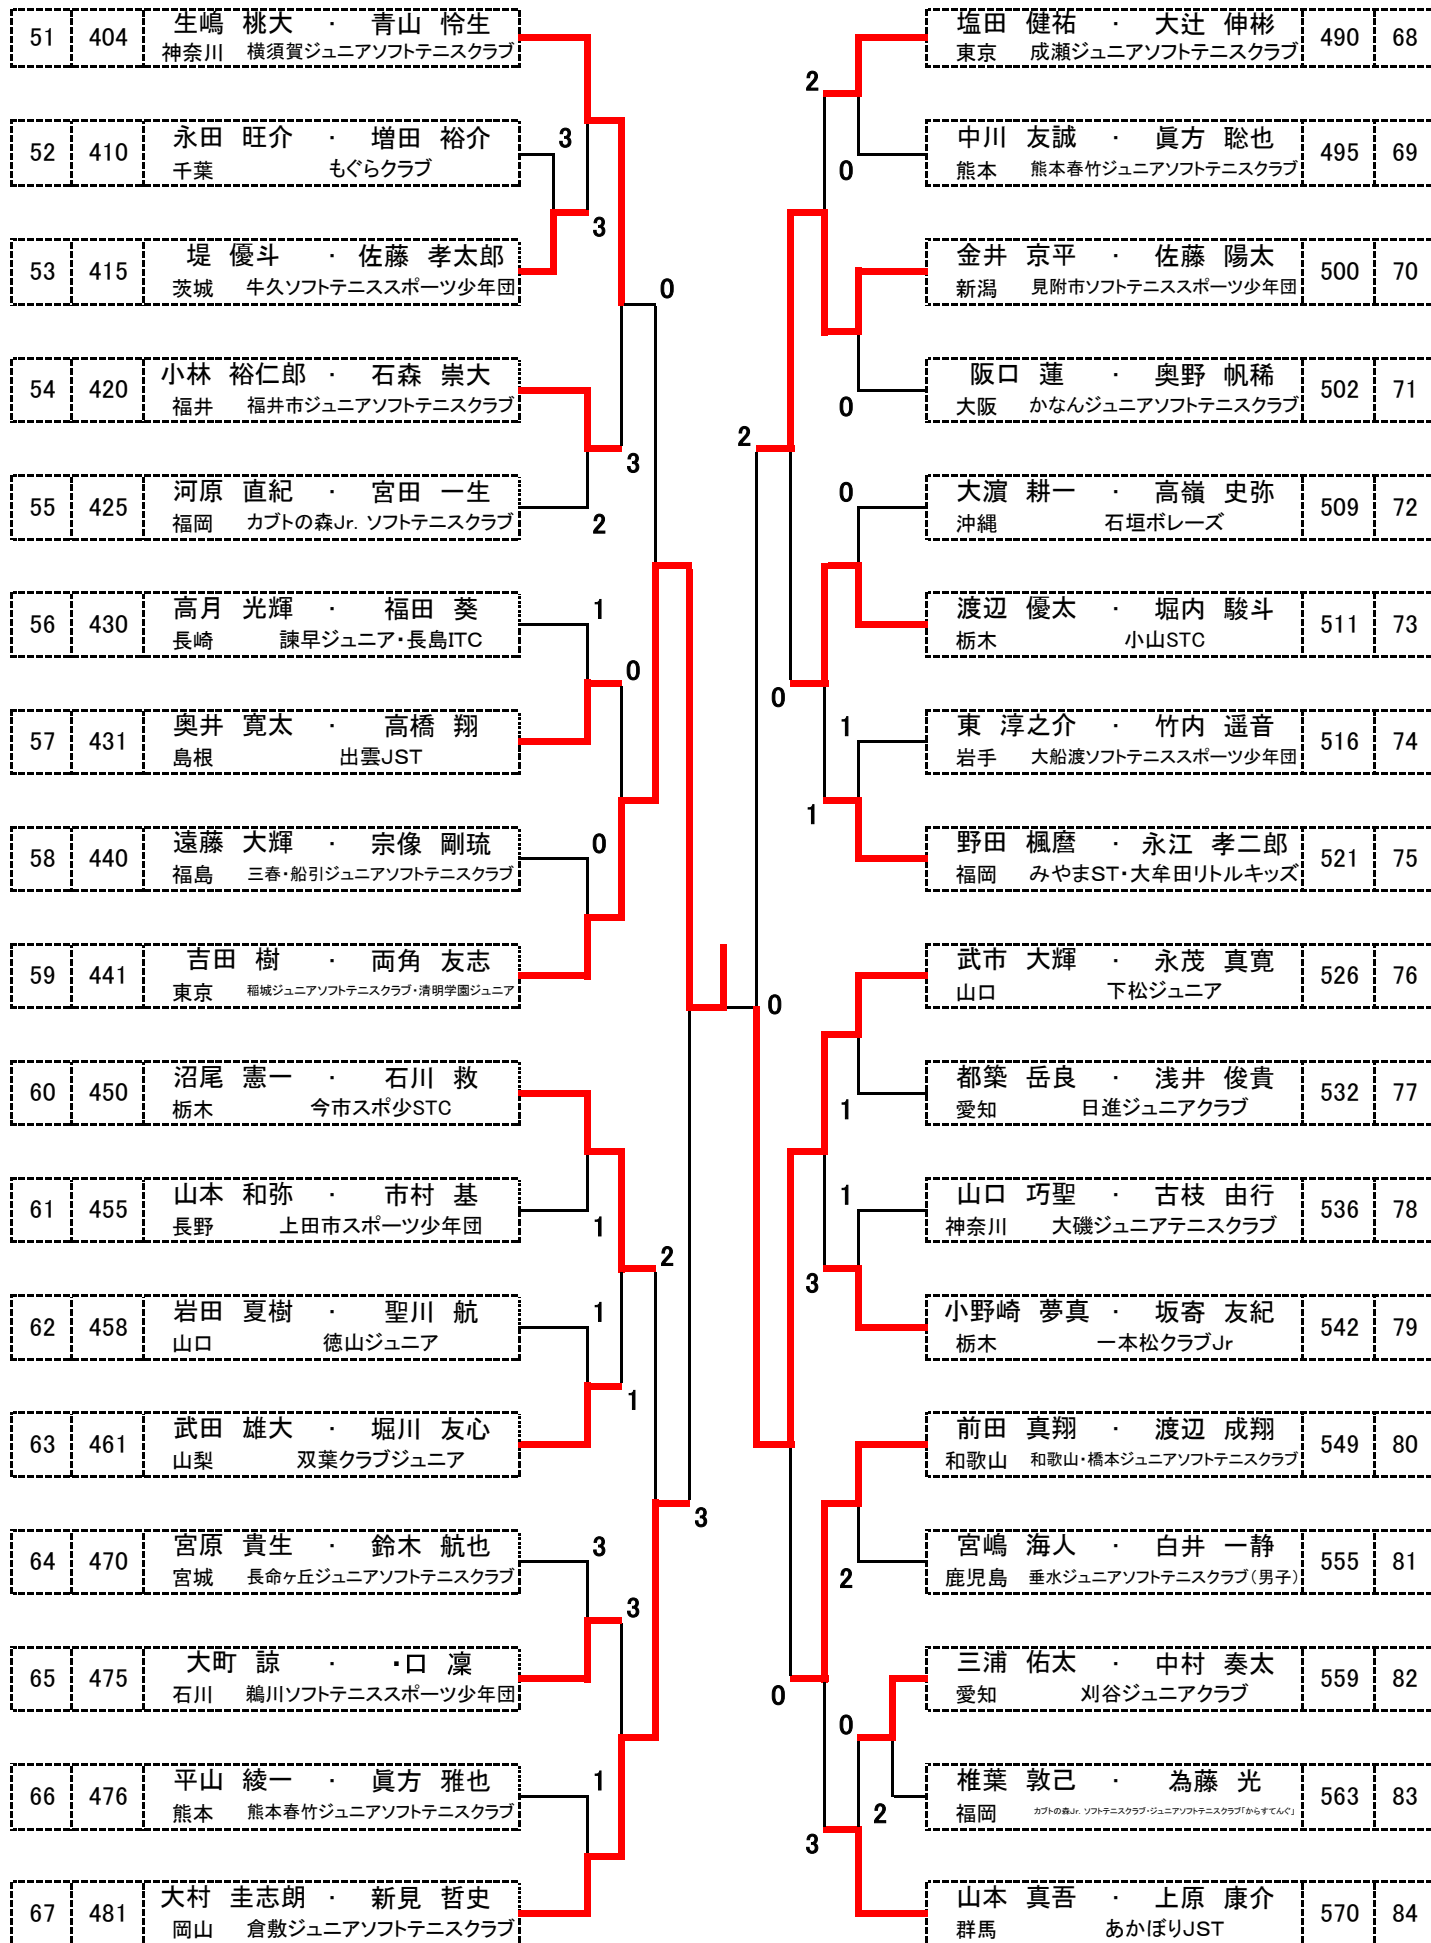 51 404 生嶋 桃大 ・ 青山 怜生
神奈川 横須賀ジュニアソフトテニスクラブ
52 410 永田 旺介 ・ 増田 裕介
千葉 もぐらクラブ
3
53 415 堤 優斗 ・ 佐藤 孝太郎
茨城 牛久ソフトテニススポーツ少年団
3
0
54 420 小林 裕仁郎 ・ 石森 崇大
福井 福井市ジュニアソフトテニスクラブ
3
55 425 河原 直紀 ・ 宮田 一生
福岡 カブトの森Jr. ソフトテニスクラブ
2
56 430 高月 光輝 ・ 福田 葵
長崎 諫早ジュニア・長島ITC
1
0
57 431 奥井 寛太 ・ 高橋 翔
島根 出雲JST
58 440 遠藤 大輝 ・ 宗像 剛琉
福島 三春・船引ジュニアソフトテニスクラブ
0
59 441 吉田 樹 ・ 両角 友志
東京 稲城ジュニアソフトテニスクラブ・清明学園ジュニア
60 450 沼尾 憲一 ・ 石川 救
栃木 今市スポ少STC
61 455 山本 和弥 ・ 市村 基
長野 上田市スポーツ少年団
1
2
62 458 岩田 夏樹 ・ 聖川 航
山口 徳山ジュニア
1
1
63 461 武田 雄大 ・ 堀川 友心
山梨 双葉クラブジュニア
3
64 470 宮原 貴生 ・ 鈴木 航也
宮城 長命ヶ丘ジュニアソフトテニスクラブ
3
3
65 475 大町 諒 ・ ・口 凜
石川 鵜川ソフトテニススポーツ少年団
66 476 平山 綾一 ・ 眞方 雅也
熊本 熊本春竹ジュニアソフトテニスクラブ
1
67 481 大村 圭志朗 ・ 新見 哲史
岡山 倉敷ジュニアソフトテニスクラブ
塩田 健祐 ・ 大辻 伸彬 490 68
東京 成瀬ジュニアソフトテニスクラブ
2
中川 友誠 ・ 眞方 聡也 495 69
熊本 熊本春竹ジュニアソフトテニスクラブ
0
金井 京平 ・ 佐藤 陽太 500 70
新潟 見附市ソフトテニススポーツ少年団
阪口 蓮 ・ 奥野 帆稀 502 71
大阪 かなんジュニアソフトテニスクラブ
0
2
大濵 耕一 ・ 高嶺 史弥 509 72
沖縄 石垣ボレーズ
0
渡辺 優太 ・ 堀内 駿斗 511 73
栃木 小山STC
0
東 淳之介 ・ 竹内 遥音 516 74
岩手 大船渡ソフトテニススポーツ少年団
1
1
野田 楓麿 ・ 永江 孝二郎 521 75
福岡 みやまST・大牟田リトルキッズ
武市 大輝 ・ 永茂 真寛 526 76
山口 下松ジュニア
0
都築 岳良 ・ 浅井 俊貴 532 77
愛知 日進ジュニアクラブ
1
山口 巧聖 ・ 古枝 由行 536 78
神奈川 大磯ジュニアテニスクラブ
1
3
小野崎 夢真 ・ 坂寄 友紀 542 79
栃木 一本松クラブJr
前田 真翔 ・ 渡辺 成翔 549 80
和歌山 和歌山・橋本ジュニアソフトテニスクラブ
宮嶋 海人 ・ 白井 一静 555 81
鹿児島 垂水ジュニアソフトテニスクラブ(男子)
2
三浦 佑太 ・ 中村 奏太 559 82
愛知 刈谷ジュニアクラブ
0
0
椎葉 敦己 ・ 為藤 光 563 83
福岡 カブトの森Jr. ソフトテニスクラブ・ジュニアソフトテニスクラブ「からすてんぐ」
2
3
山本 真吾 ・ 上原 康介 570 84
群馬 あかぼりJST